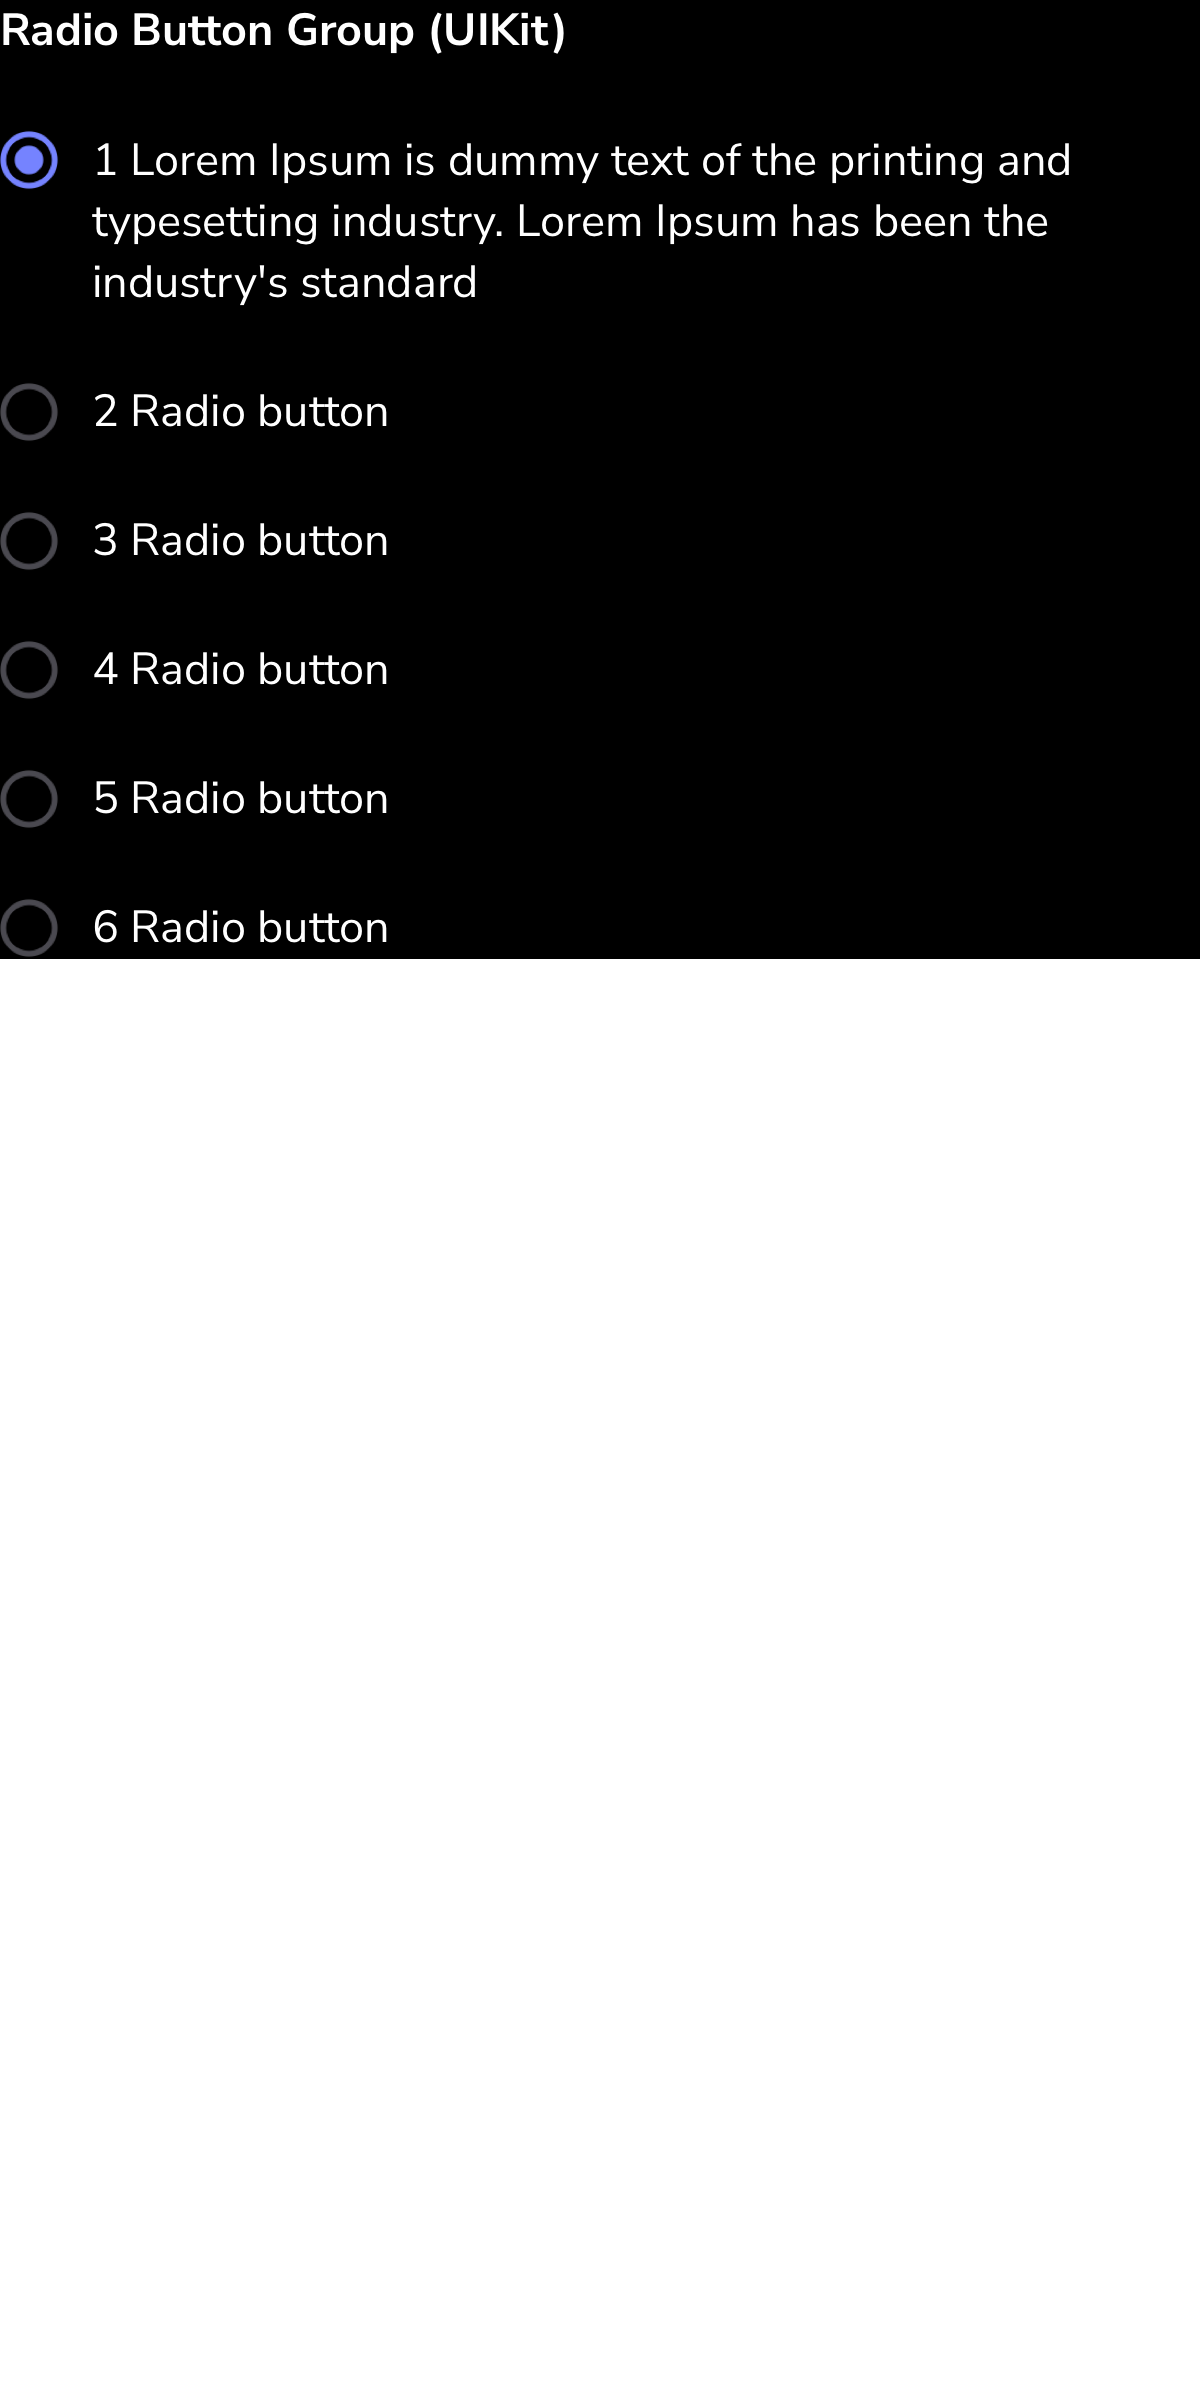 Radio Button Group (UIKit)
1 Lorem Ipsum is dummy text of the printing and
typesetting industry. Lorem Ipsum has been the
industry's standard
2 Radio button
3 Radio button
4 Radio button
5 Radio button
6 Radio button